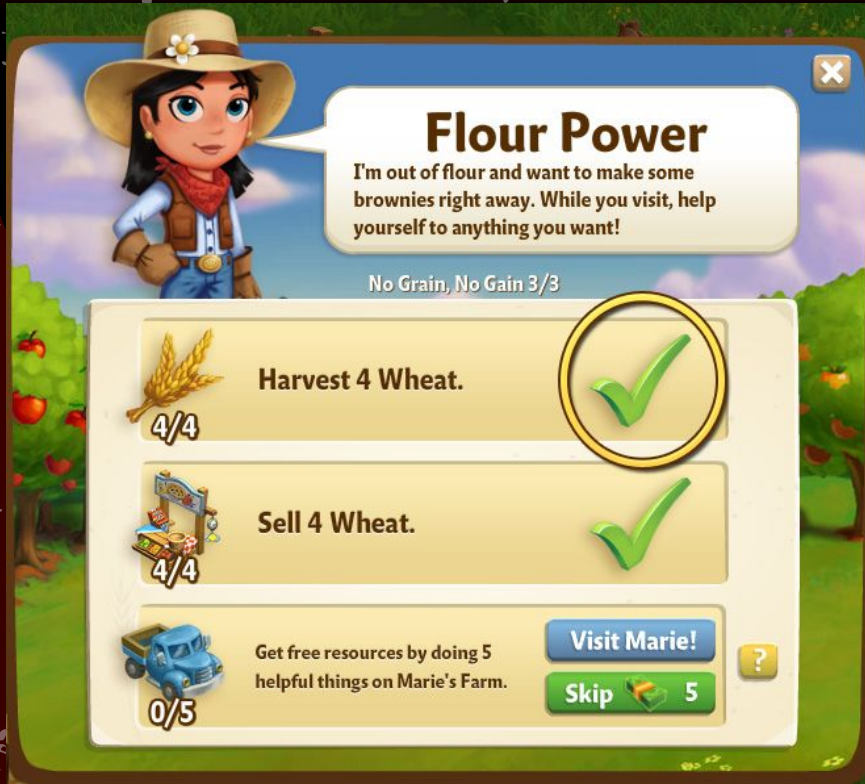 Flour Power
I'm out of flour and want to make some
brownies right away. While you visit, help
yourself to anything you want!
No Grain, No Gain 3/3
Harvest 4 Wheat.
4/4
Sell 4 Wheat.
4/4
Get free resources by doing 5
helpful things on Marie's Farm.
0/5
Visit Marie!
Skip 5
?